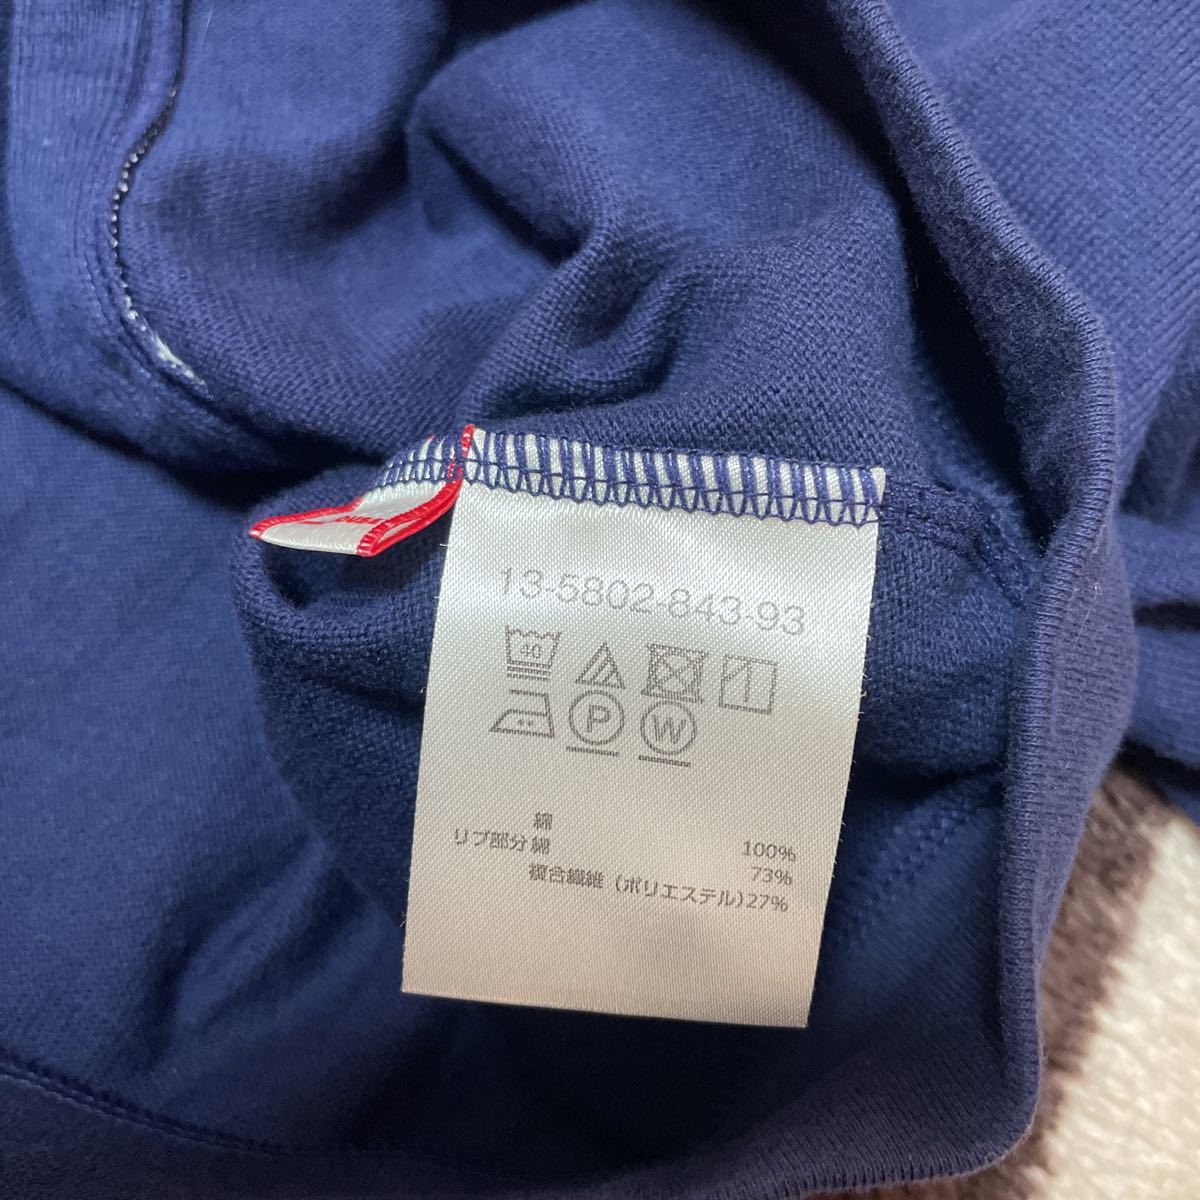 13-5802-843-93
40
P W
綿 100%
リブ部分 綿 73%
複合繊維 (ポリエステル)27%